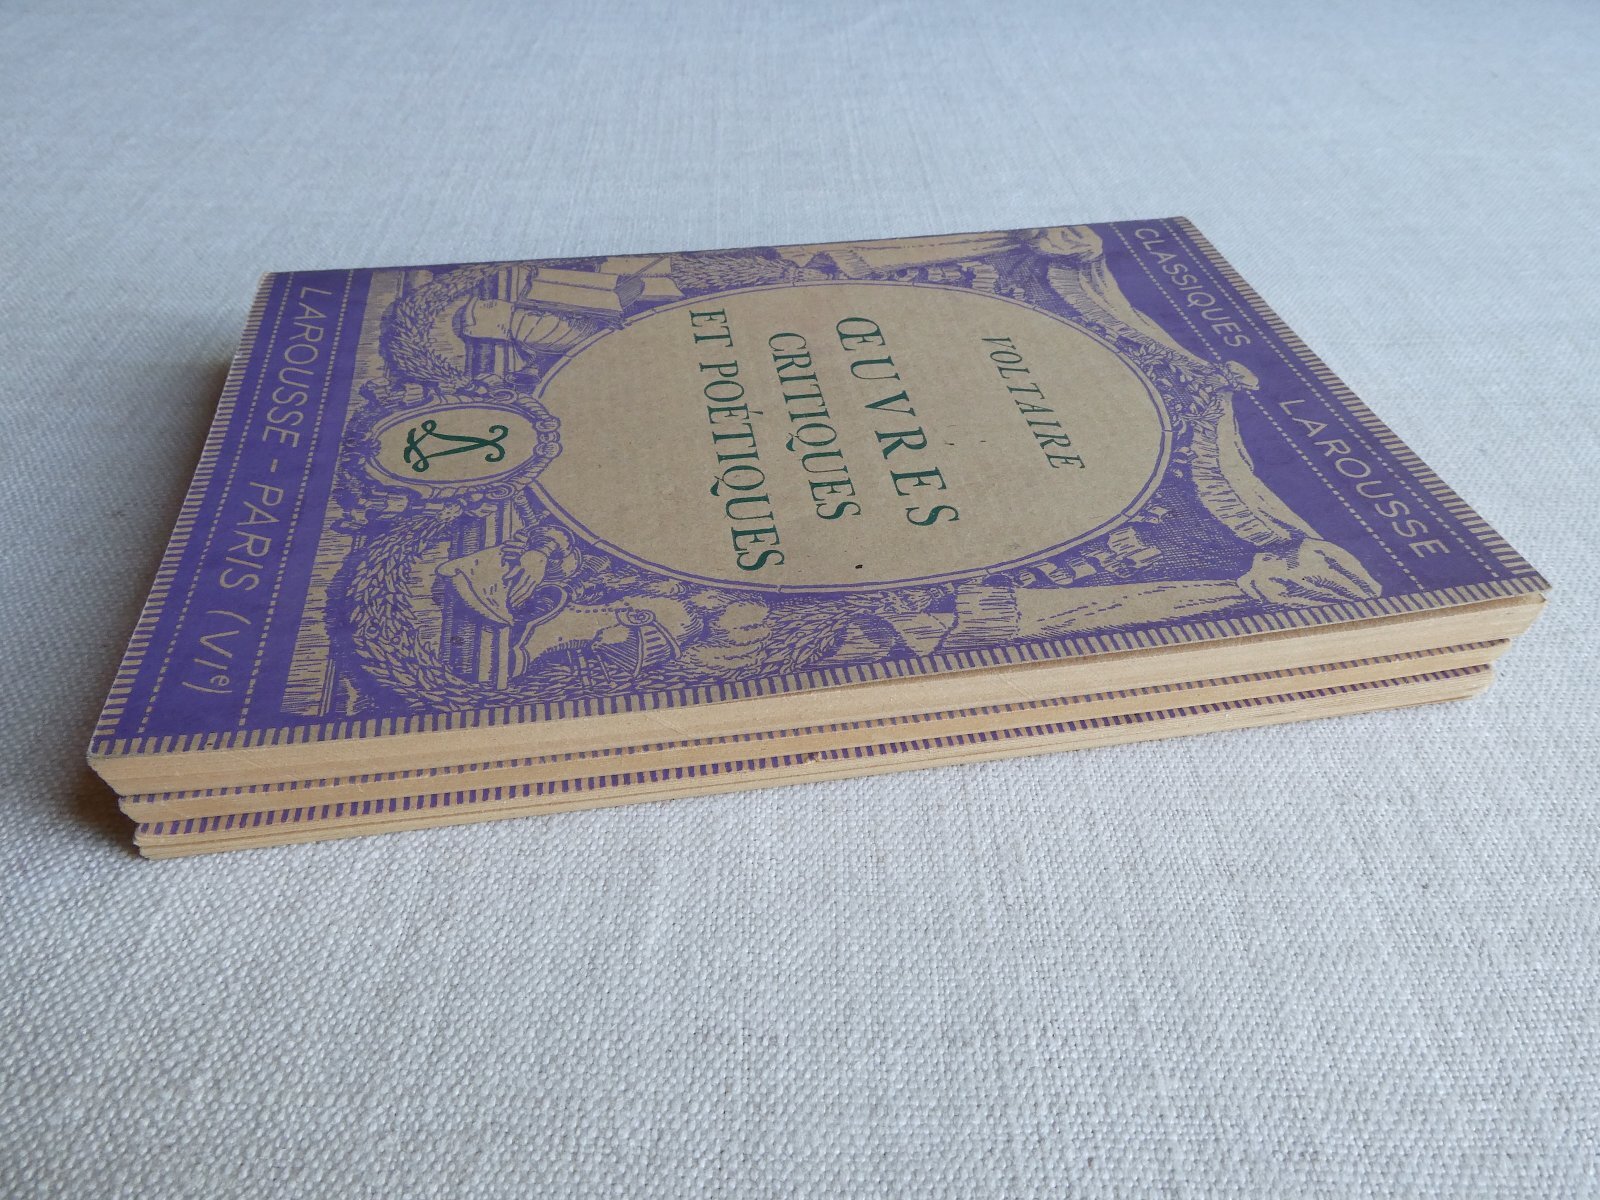 CLASSIQUES LAROUSSE
VOLTAIRE
ŒUVRES
CRITIQUES
ET POÉTIQUES
LAROUSSE - PARIS (VIe)